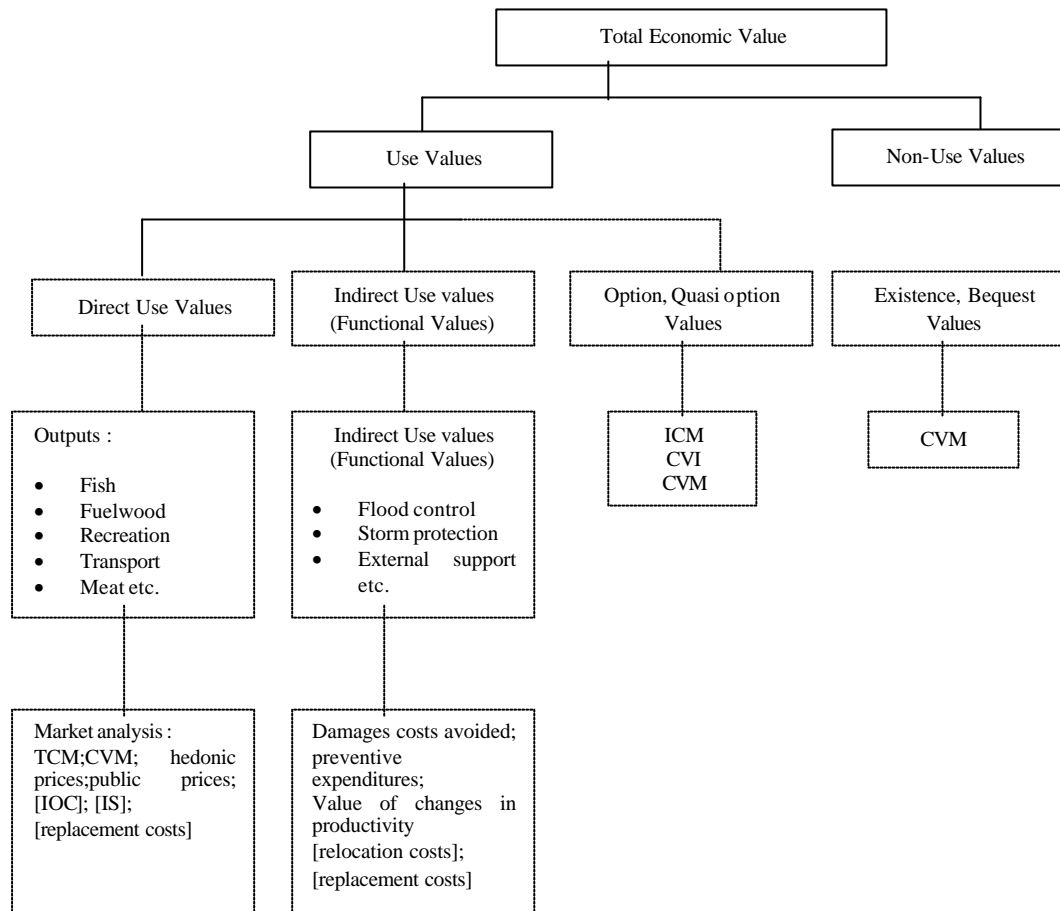 Total Economic Value
Use Values
Non-Use Values
Direct Use Values
Indirect Use values
(Functional Values)
Option, Quasi option
Values
Existence, Bequest
Values
Outputs :
• Fish
• Fuelwood
• Recreation
• Transport
• Meat etc.
Indirect Use values
(Functional Values)
• Flood control
• Storm protection
• External support
etc.
ICM
CVI
CVM
CVM
Market analysis :
TCM;CVM; hedonic
prices;public prices;
[IOC]; [IS];
[replacement costs]
Damages costs avoided;
preventive
expenditures;
Value of changes in
productivity
[relocation costs];
[replacement costs]